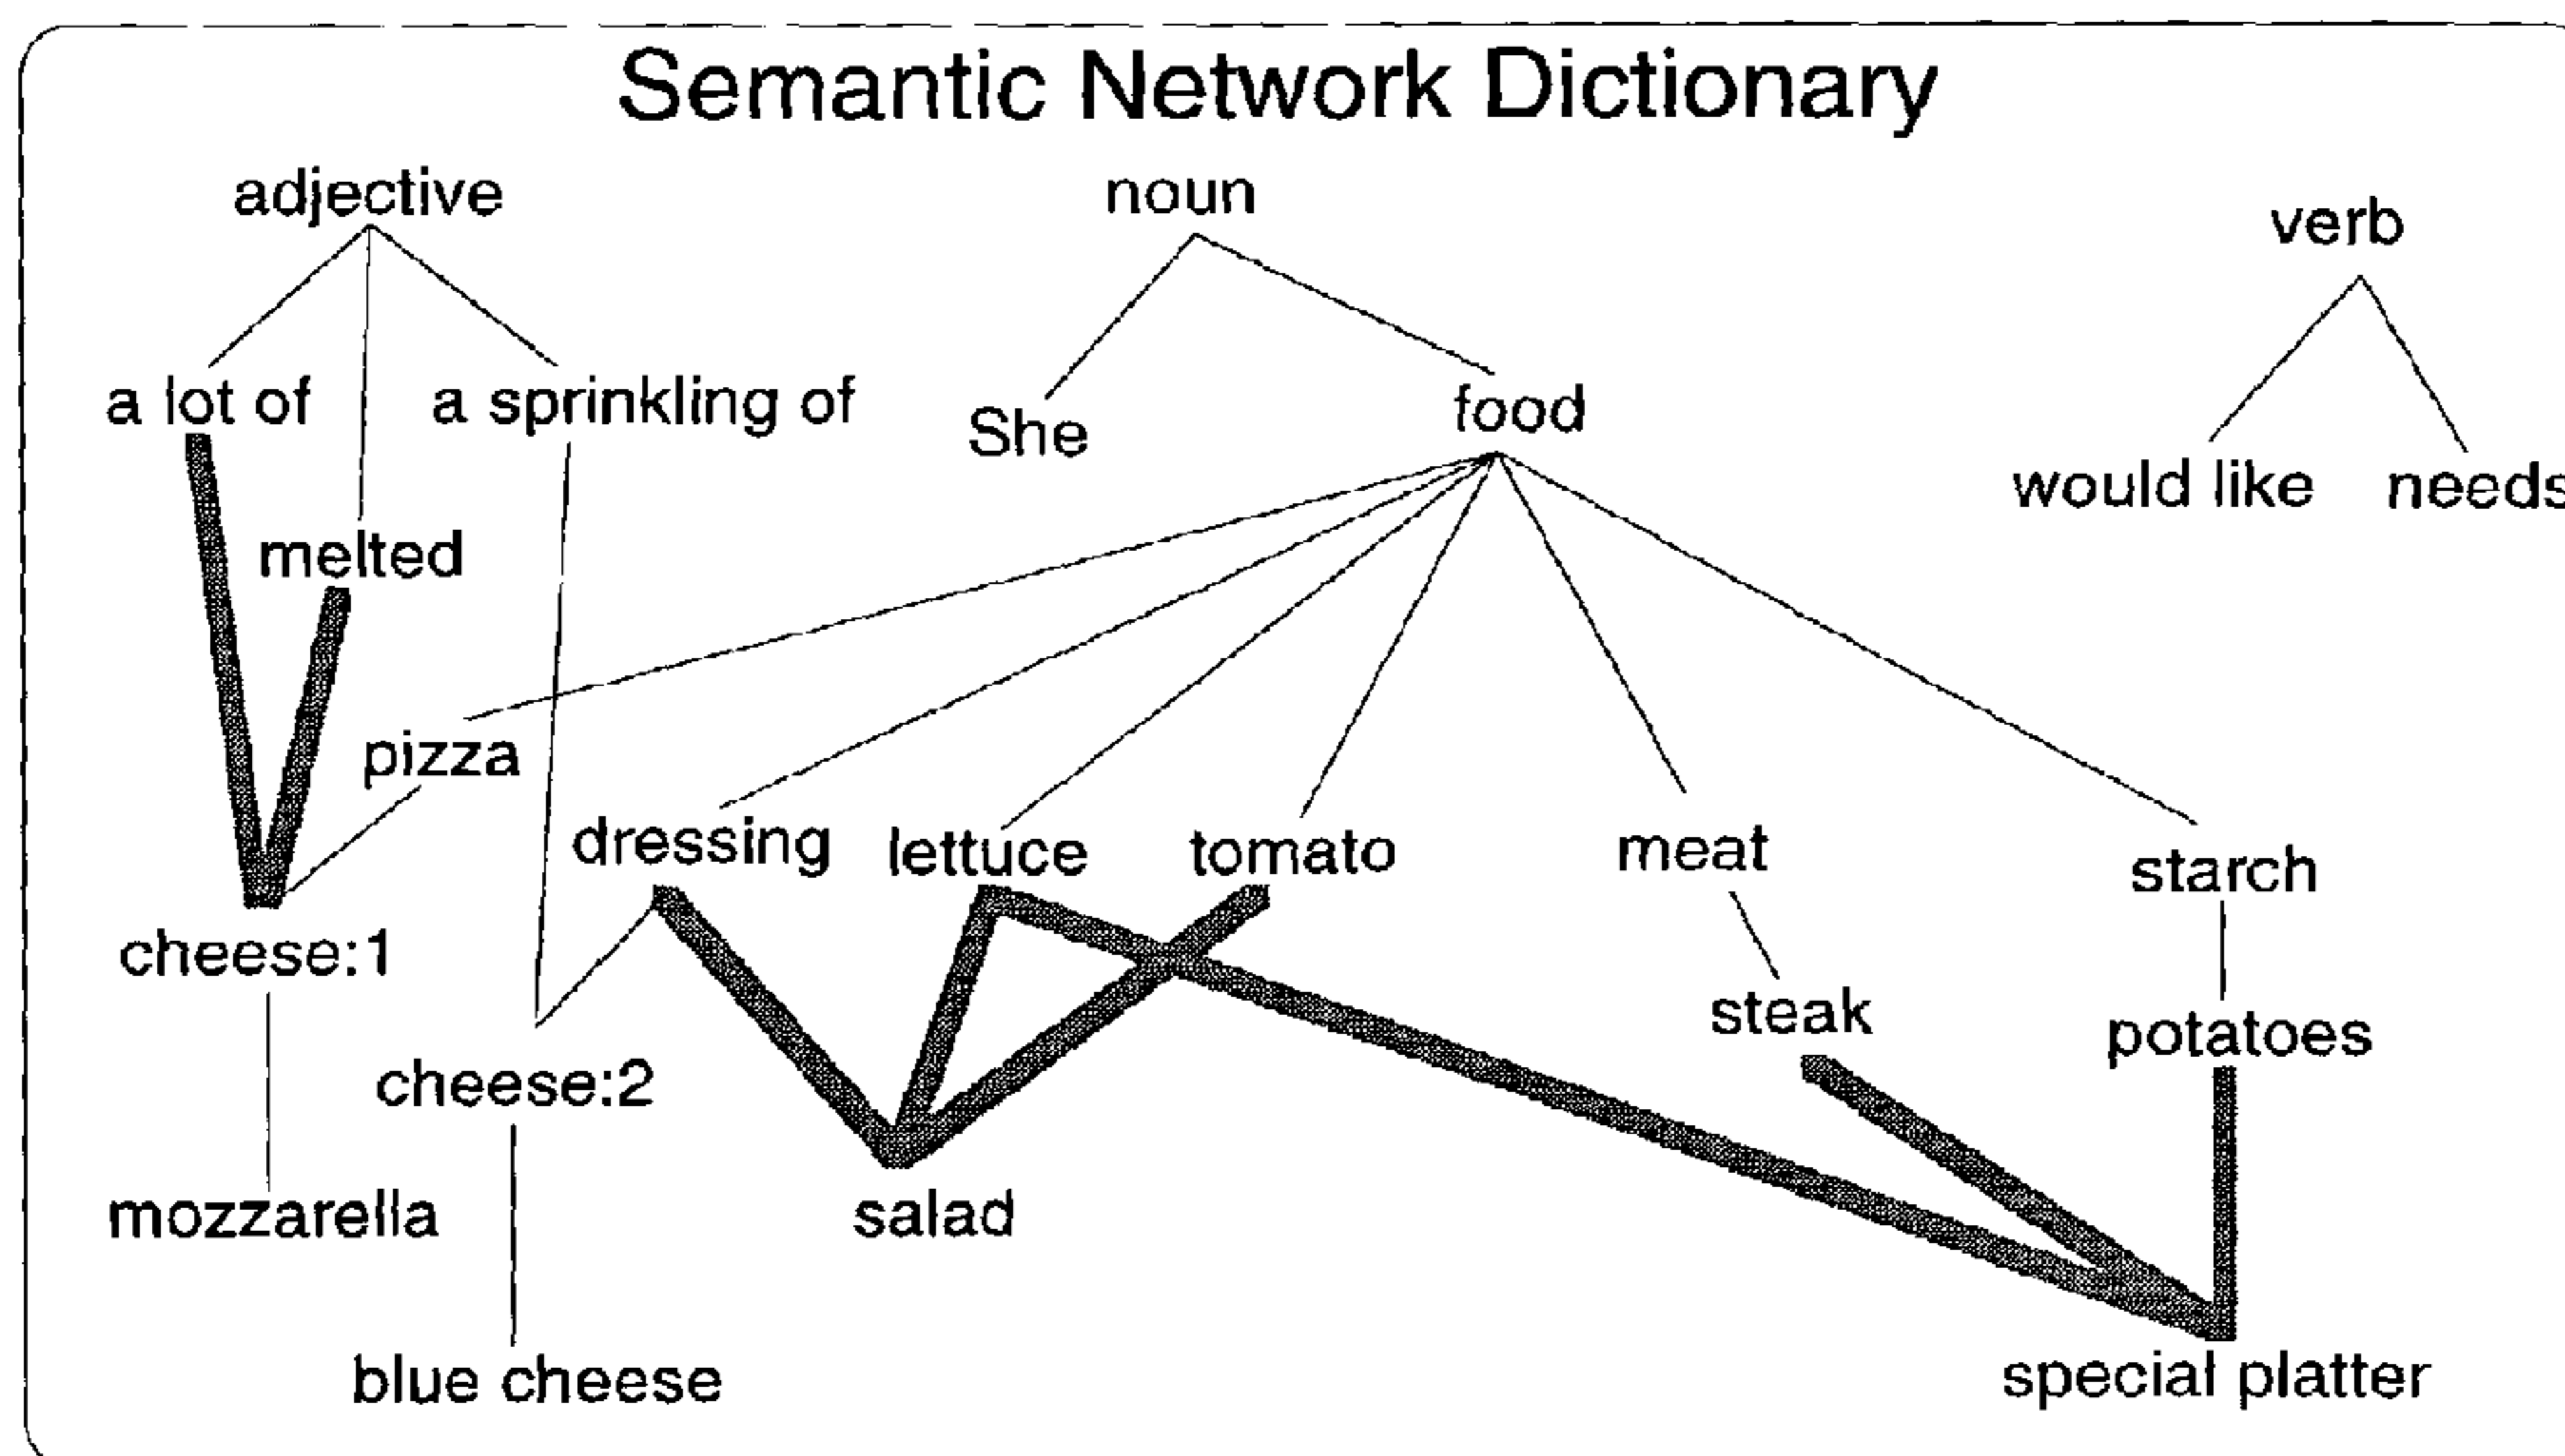 Semantic Network Dictionary
adjective
noun
verb
a lot of
a sprinkling of
She
food
would like
needs
melted
pizza
dressing
lettuce
tomato
meat
starch
cheese:1
steak
potatoes
cheese:2
mozzarella
salad
blue cheese
special platter